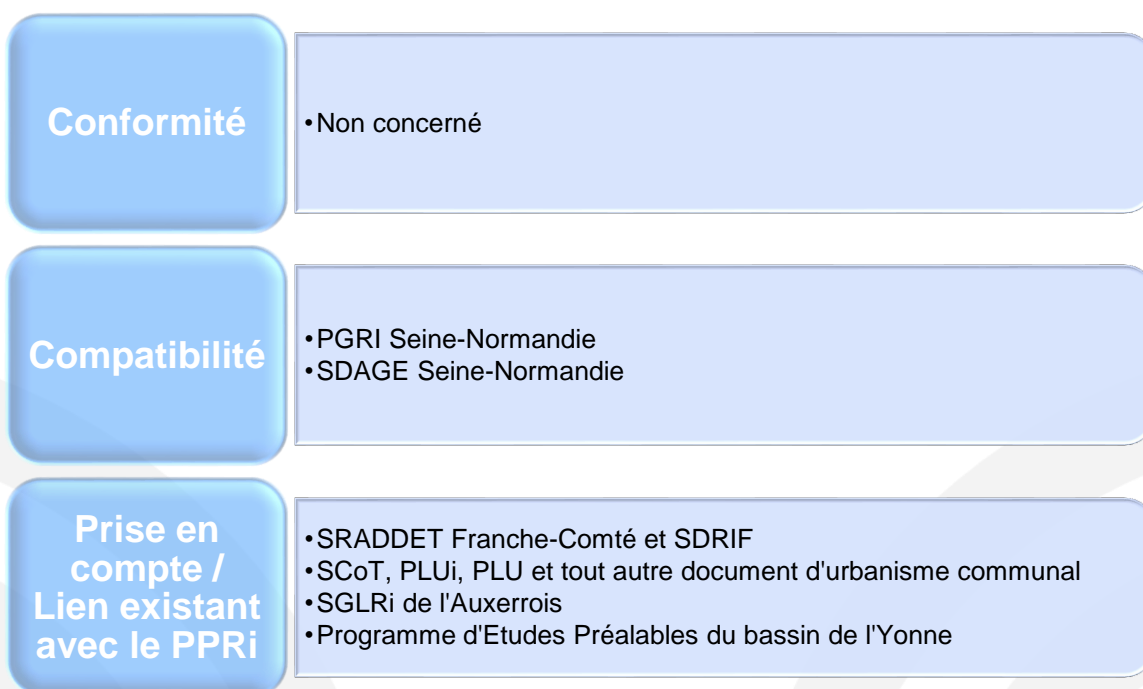 Conformité
•Non concerné
Compatibilité
•PGRI Seine-Normandie
•SDAGE Seine-Normandie
Prise en
compte /
Lien existant
avec le PPRi
•SRADDET Franche-Comté et SDRIF
•SCoT, PLUi, PLU et tout autre document d'urbanisme communal
•SGLRi de l'Auxerrois
•Programme d'Etudes Préalables du bassin de l'Yonne